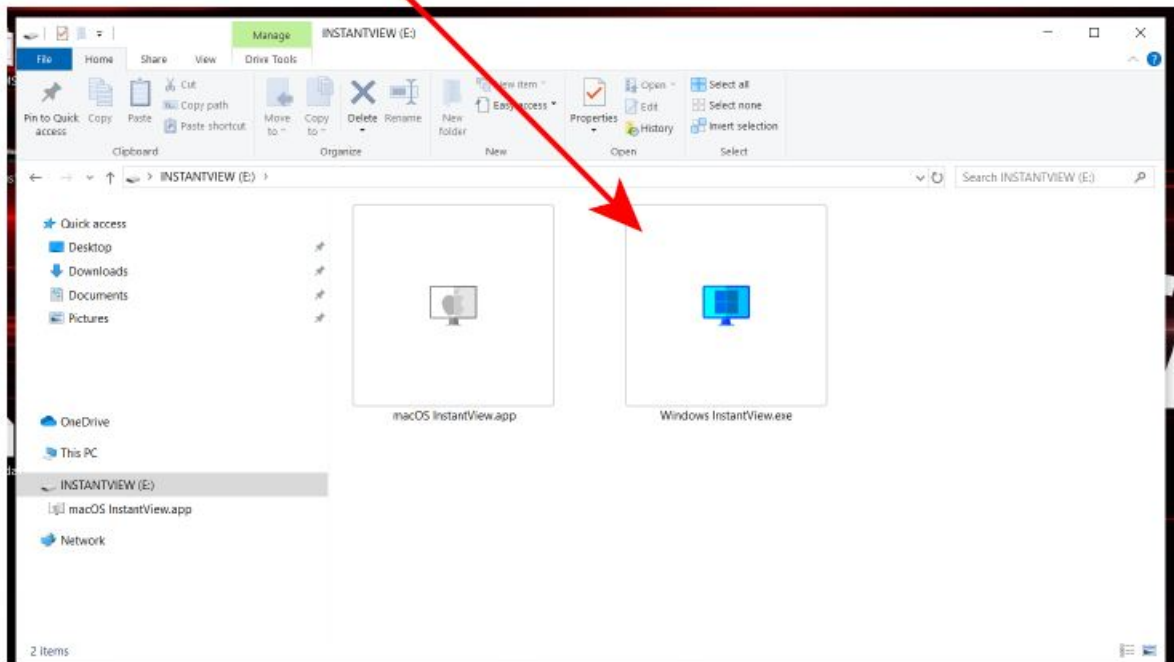 Manage INSTANTVIEW (E:)
File Home Share View Drive Tools
Pin to Quick access
Copy
Paste
Cut
Copy path
Paste shortcut
Move to
Copy to
Delete
Rename
New folder
New item
Easy access
Properties
Open
Edit
History
Select all
Select none
Invert selection
Clipboard Organize New Open Select
INSTANTVIEW (E:)
Search INSTANTVIEW (E:)
Quick access
Desktop
Downloads
Documents
Pictures
OneDrive
This PC
INSTANTVIEW (E:)
macOS InstantView.app
Network
macOS InstantView.app
Windows InstantView.exe
2 items